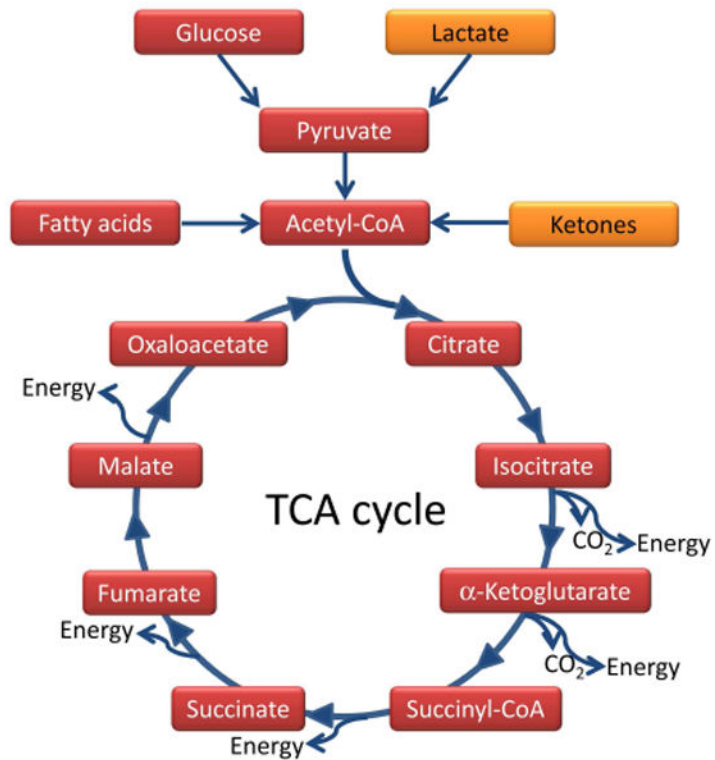 Glucose
Lactate
Pyruvate
Fatty acids
Acetyl-CoA
Ketones
Oxaloacetate
Citrate
Energy
Malate
Isocitrate
TCA cycle
CO₂
Energy
Fumarate
α-Ketoglutarate
Energy
CO₂
Energy
Succinate
Succinyl-CoA
Energy